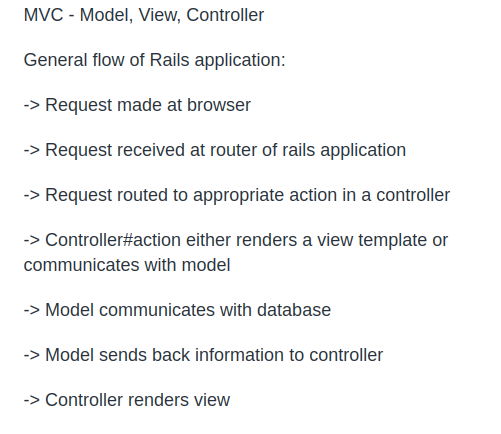 MVC - Model, View, Controller
General flow of Rails application:
-> Request made at browser
-> Request received at router of rails application
-> Request routed to appropriate action in a controller
-> Controller#action either renders a view template or
communicates with model
-> Model communicates with database
-> Model sends back information to controller
-> Controller renders view